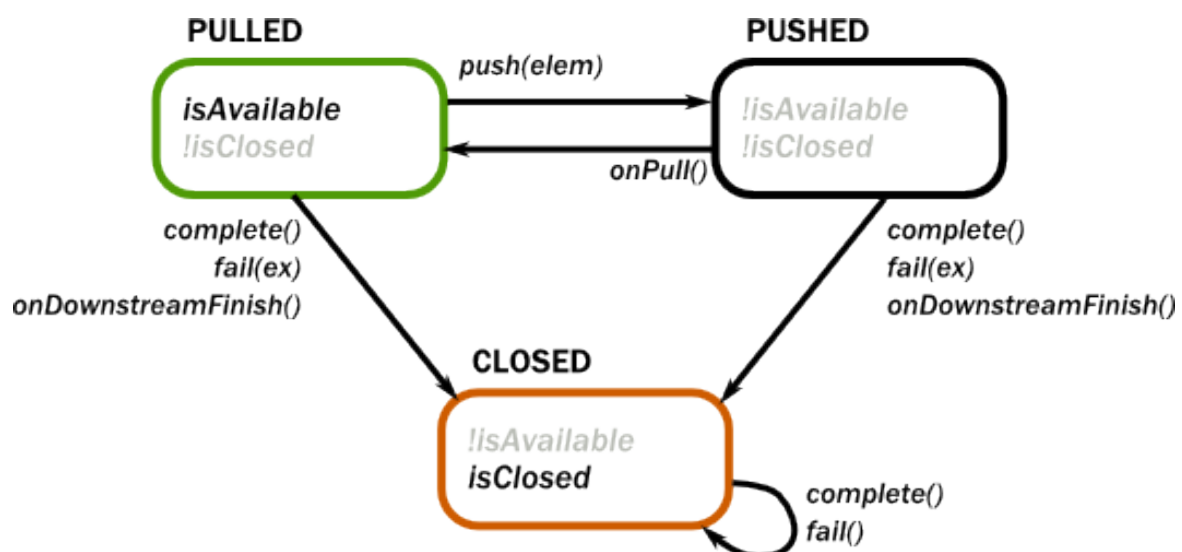 PULLED
PUSHED
push(elem)
isAvailable
!isClosed
!isAvailable
!isClosed
onPull()
complete()
fail(ex)
onDownstreamFinish()
complete()
fail(ex)
onDownstreamFinish()
CLOSED
!isAvailable
isClosed
complete()
fail()